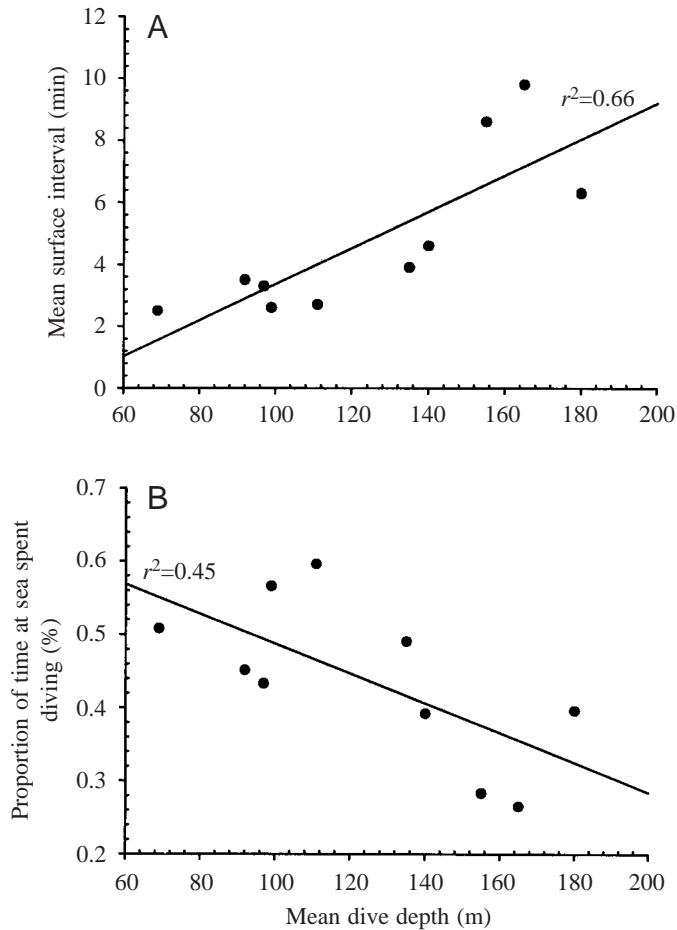 A
12
10
8
6
4
2
0
Mean surface interval (min)
r²=0.66
60 80 100 120 140 160 180 200
B
0.7
0.6
0.5
0.4
0.3
0.2
Proportion of time at sea spent
diving (%)
r²=0.45
60 80 100 120 140 160 180 200
Mean dive depth (m)